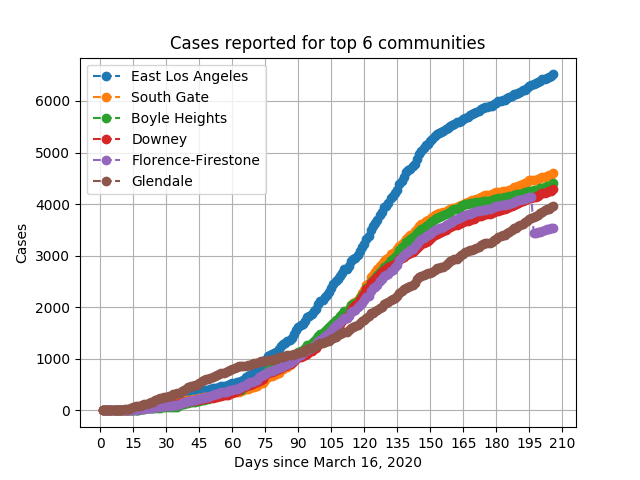 Cases reported for top 6 communities
East Los Angeles
South Gate
Boyle Heights
Downey
Florence-Firestone
Glendale
6000
5000
4000
3000
2000
1000
0
Cases
0 15 30 45 60 75 90 105 120 135 150 165 180 195 210
Days since March 16, 2020